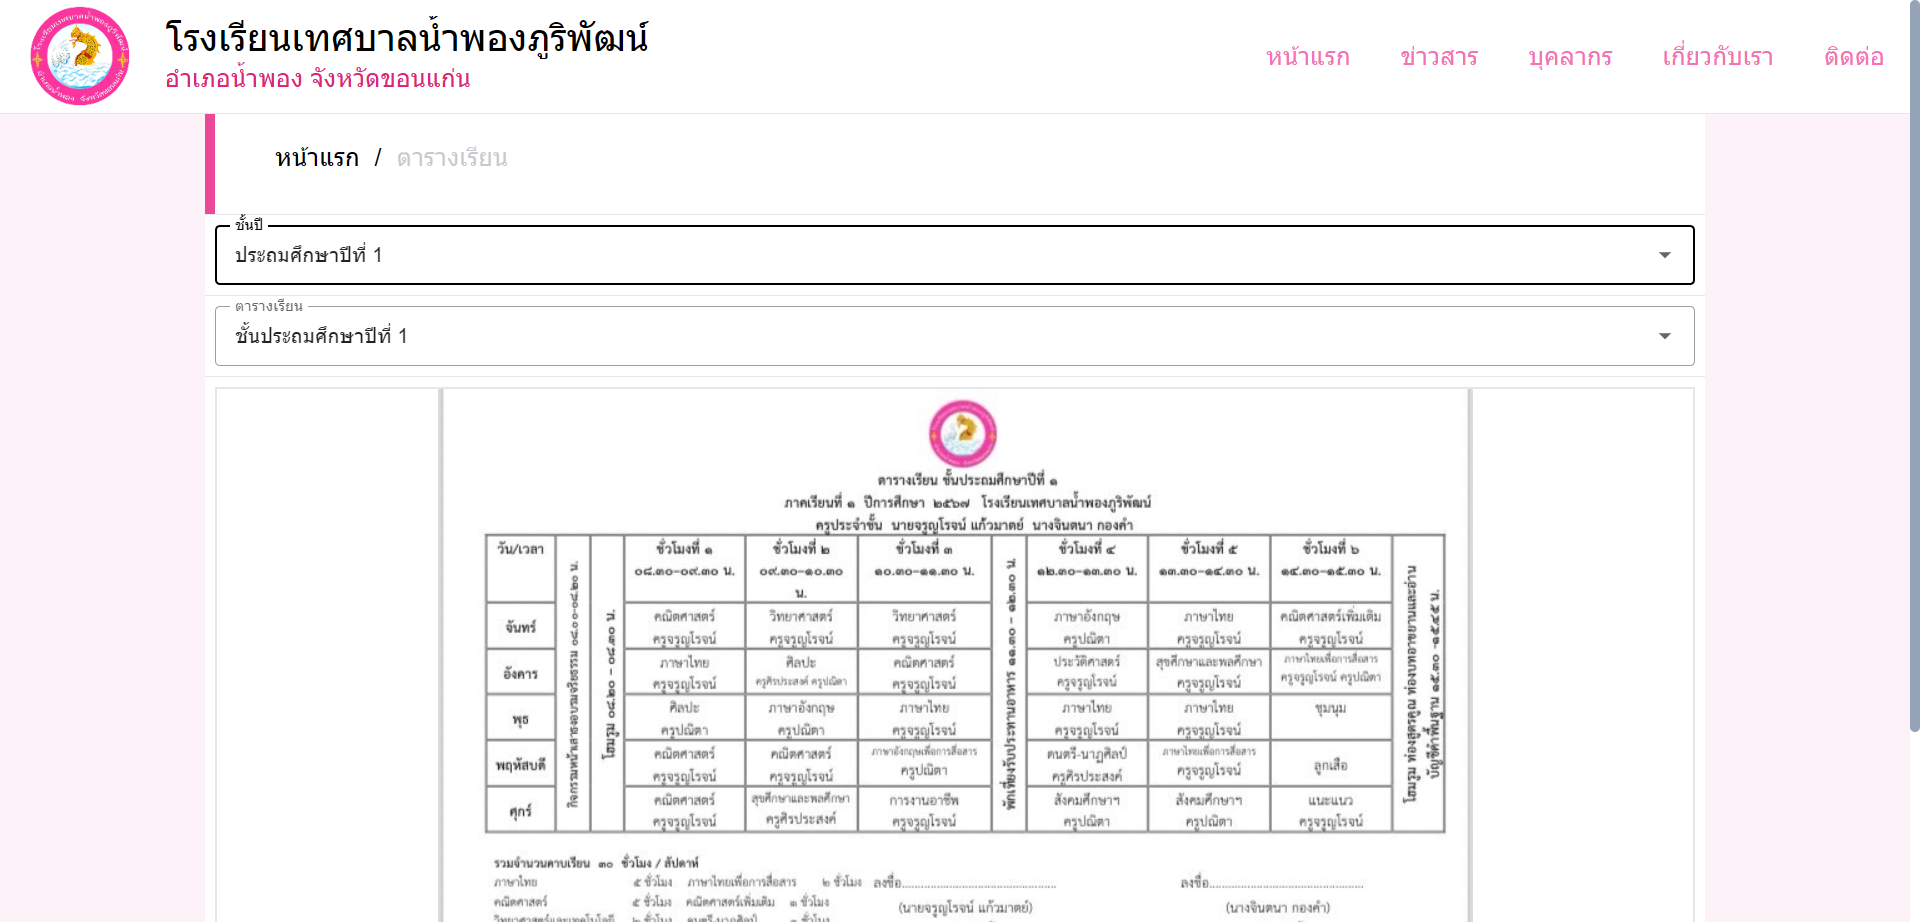 โรงเรียนเทศบาลน้ำพองภูริพัฒน์
อำเภอน้ำพอง จังหวัดขอนแก่น
หน้าแรก ข่าวสาร บุคลากร เกี่ยวกับเรา ติดต่อ
หน้าแรก / ตารางเรียน
ชั้นปี
ประถมศึกษาปีที่ 1
ตารางเรียน
ชั้นประถมศึกษาปีที่ 1
ตารางเรียน ชั้นประถมศึกษาปีที่ ๑
ภาคเรียนที่ ๑ ปีการศึกษา ๒๕๖๗ โรงเรียนเทศบาลน้ำพองภูริพัฒน์
ครูประจำชั้น นายจรูญโรจน์ แก้วมาตย์ นางจินตนา กองคำ
วัน/เวลา
กิจกรรมหน้าเสาธงอบรมจริยธรรม ๐๘.๐๐-๐๘.๒๐ น.
โฮมรูม ๐๘.๒๐ - ๐๘.๓๐ น.
ชั่วโมงที่ ๑ ชั่วโมงที่ ๒ ชั่วโมงที่ ๓
๐๘.๓๐-๐๙.๓๐ น. ๐๙.๓๐-๑๐.๓๐ น. ๑๐.๓๐-๑๑.๓๐ น.
พักเที่ยงรับประทานอาหาร ๑๑.๓๐ - ๑๒.๓๐ น.
ชั่วโมงที่ ๔ ชั่วโมงที่ ๕ ชั่วโมงที่ ๖
๑๒.๓๐-๑๓.๓๐ น. ๑๓.๓๐-๑๔.๓๐ น. ๑๔.๓๐-๑๕.๓๐ น.
โฮมรูม ท่องสูตรคูณ ท่องบทอาขยานและอ่าน
บัญชีคำพื้นฐาน ๑๕.๓๐ -๑๕.๔๕ น.
จันทร์
คณิตศาสตร์ วิทยาศาสตร์ วิทยาศาสตร์ ภาษาอังกฤษ ภาษาไทย คณิตศาสตร์เพิ่มเติม
ครูจรูญโรจน์ ครูจรูญโรจน์ ครูจรูญโรจน์ ครูปณิตา ครูจรูญโรจน์ ครูจรูญโรจน์
อังคาร
ภาษาไทย ศิลปะ คณิตศาสตร์ ประวัติศาสตร์ สุขศึกษาและพลศึกษา ภาษาไทยเพื่อการสื่อสาร
ครูจรูญโรจน์ ครูศิรประสงค์ ครูปณิตา ครูจรูญโรจน์ ครูจรูญโรจน์ ครูจรูญโรจน์ ครูจรูญโรจน์ ครูปณิตา
พุธ
ศิลปะ ภาษาอังกฤษ ภาษาไทย ภาษาไทย ภาษาไทย ชุมนุม
ครูปณิตา ครูปณิตา ครูจรูญโรจน์ ครูจรูญโรจน์ ครูจรูญโรจน์
พฤหัสบดี
คณิตศาสตร์ คณิตศาสตร์ ภาษาอังกฤษเพื่อการสื่อสาร ดนตรี-นาฏศิลป์ ภาษาไทยเพื่อการสื่อสาร ลูกเสือ
ครูจรูญโรจน์ ครูจรูญโรจน์ ครูปณิตา ครูศิรประสงค์ ครูจรูญโรจน์
ศุกร์
คณิตศาสตร์ สุขศึกษาและพลศึกษา การงานอาชีพ สังคมศึกษาฯ สังคมศึกษาฯ แนะแนว
ครูจรูญโรจน์ ครูศิรประสงค์ ครูจรูญโรจน์ ครูปณิตา ครูปณิตา ครูจรูญโรจน์
รวมจำนวนคาบเรียน ๓๐ ชั่วโมง / สัปดาห์
ภาษาไทย ๕ ชั่วโมง ภาษาไทยเพื่อการสื่อสาร ๒ ชั่วโมง ลงชื่อ.................................................... ลงชื่อ....................................................
คณิตศาสตร์ ๕ ชั่วโมง คณิตศาสตร์เพิ่มเติม ๑ ชั่วโมง (นายจรูญโรจน์ แก้วมาตย์) (นางจินตนา กองคำ)
วิทยาศาสตร์และเทคโนโลยี ๒ ชั่วโมง ดนตรี-นาฏศิลป์ ๑ ชั่วโมง